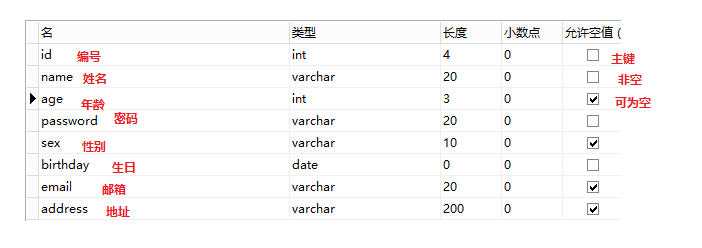 名 类型 长度 小数点 允许空值 (
id 编号 int 4 0 主键
name 姓名 varchar 20 0 非空
age 年龄 int 3 0 可为空
password 密码 varchar 20 0
sex 性别 varchar 10 0
birthday 生日 date 0 0
email 邮箱 varchar 20 0
address 地址 varchar 200 0